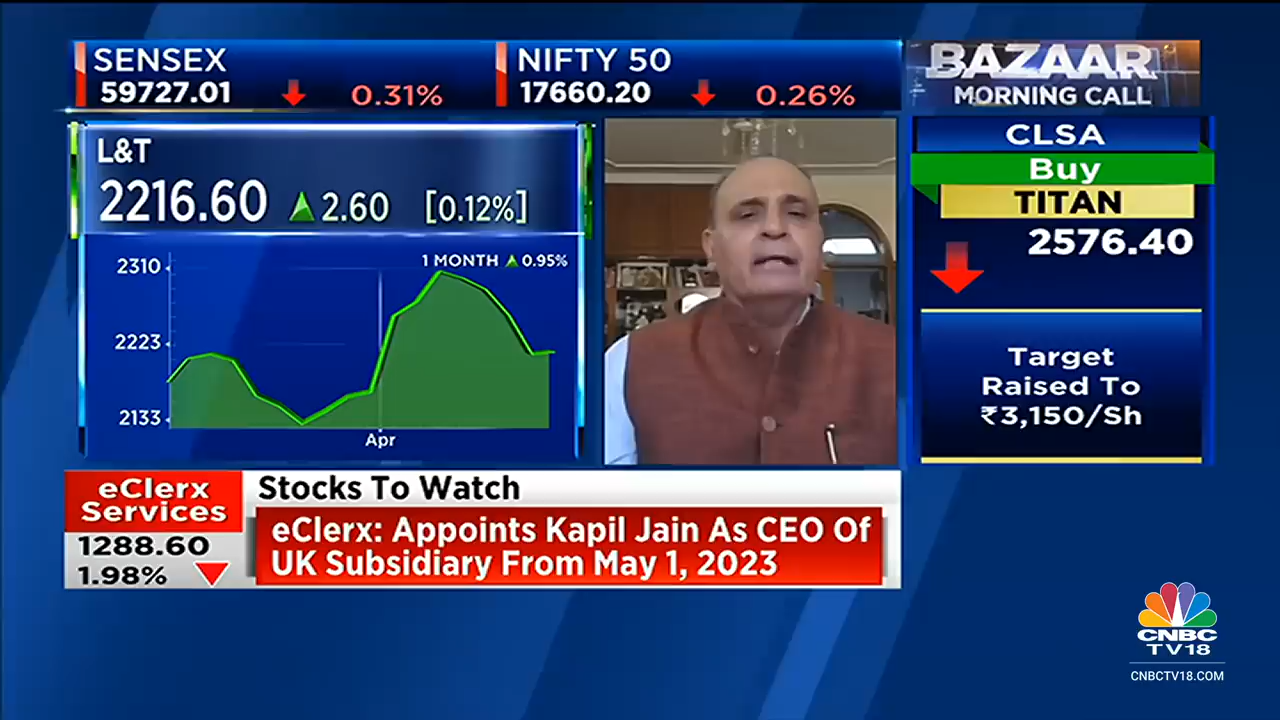 SENSEX
59727.01 0.31%
NIFTY 50
17660.20 0.26%
BAZAAR
MORNING CALL
L&T
2216.60 2.60 [0.12%]
1 MONTH 0.95%
2310
2223
2133
Apr
CLSA
Buy
TITAN
2576.40
Target
Raised To
₹3,150/Sh
eClerx
Services
1288.60
1.98%
Stocks To Watch
eClerx: Appoints Kapil Jain As CEO Of
UK Subsidiary From May 1, 2023
CNBC
TV18
CNBCTV18.COM